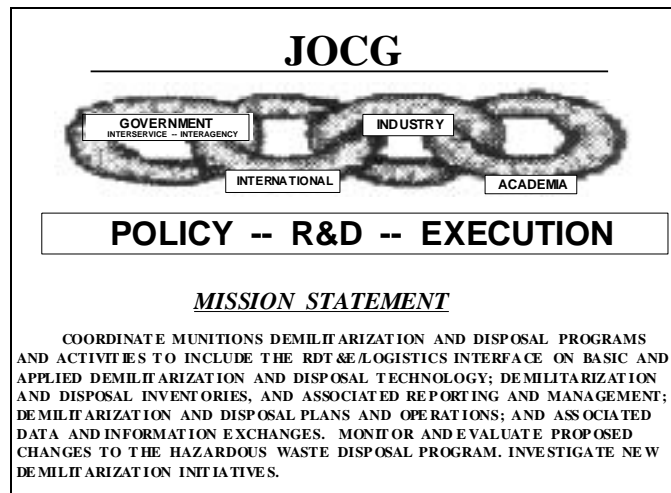 JOCG
GOVERNMENT
INTERSERVICE -- INTERAGENCY
INDUSTRY
INTERNATIONAL
ACADEMIA
POLICY -- R&D -- EXECUTION
MISSION STATEMENT
COORDINATE MUNITIONS DEMILITARIZATION AND DISPOSAL PROGRAMS
AND ACTIVITIES TO INCLUDE THE RDT&E/LOGISTICS INTERFACE ON BASIC AND
APPLIED DEMILITARIZATION AND DISPOSAL TECHNOLOGY; DEMILITARIZATION
AND DISPOSAL INVENTORIES, AND ASSOCIATED REPORTING AND MANAGEMENT;
DEMILITARIZATION AND DISPOSAL PLANS AND OPERATIONS; AND ASSOCIATED
DATA AND INFORMATION EXCHANGES. MONITOR AND EVALUATE PROPOSED
CHANGES TO THE HAZARDOUS WASTE DISPOSAL PROGRAM. INVESTIGATE NEW
DEMILITARIZATION INITIATIVES.